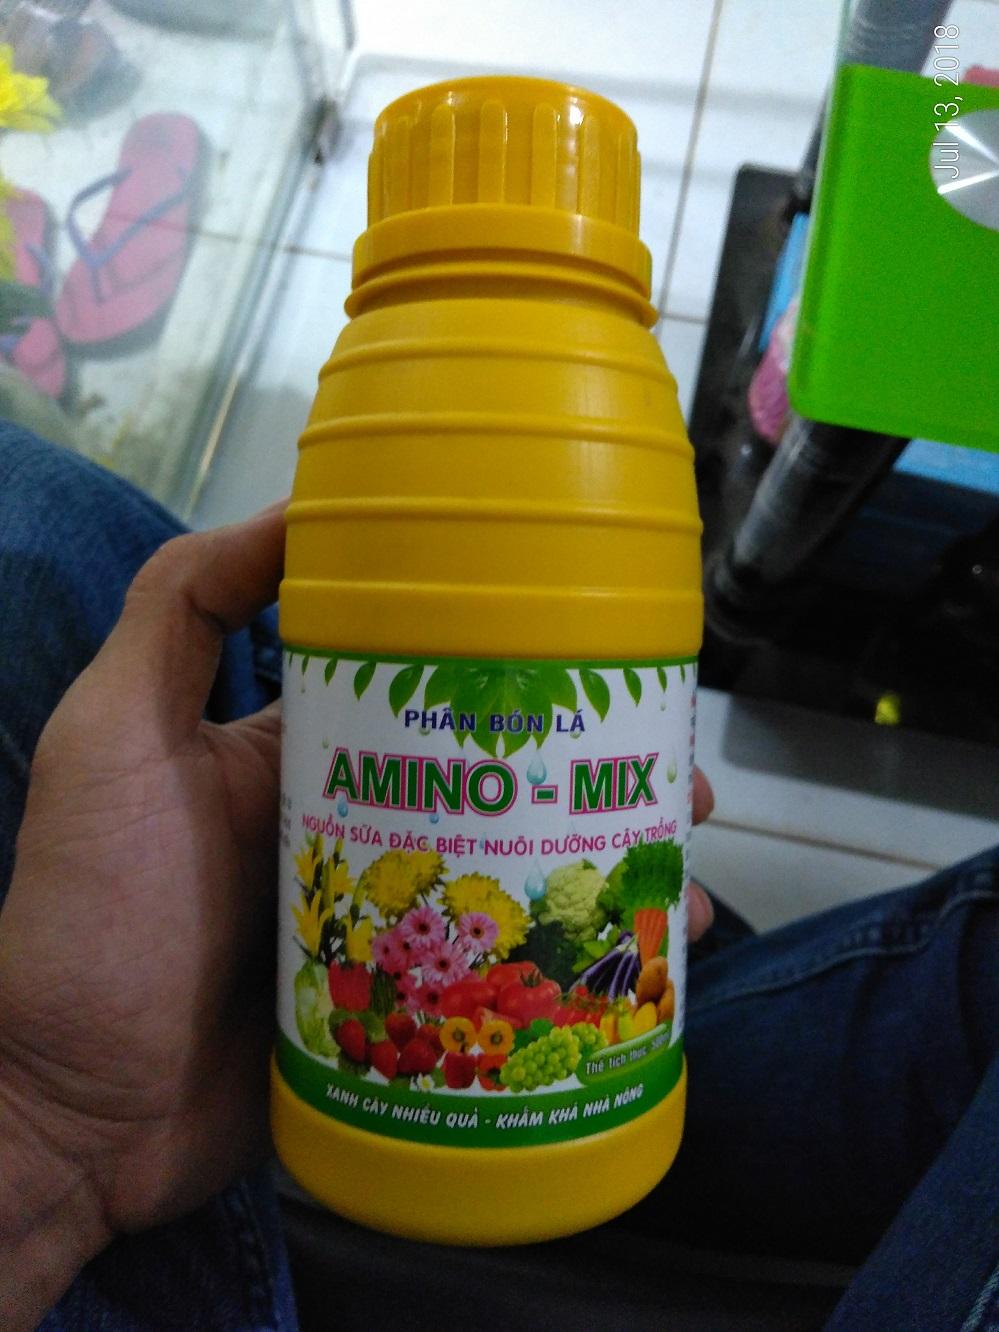 Jul 13, 2018
PHÂN BÓN LÁ
AMINO - MIX
NGUỒN SỮA ĐẶC BIỆT NUÔI DƯỠNG CÂY TRỒNG
Thể tích thực: 500ml
XANH CÂY NHIỀU QUẢ - KHẤM KHÁ NHÀ NÔNG